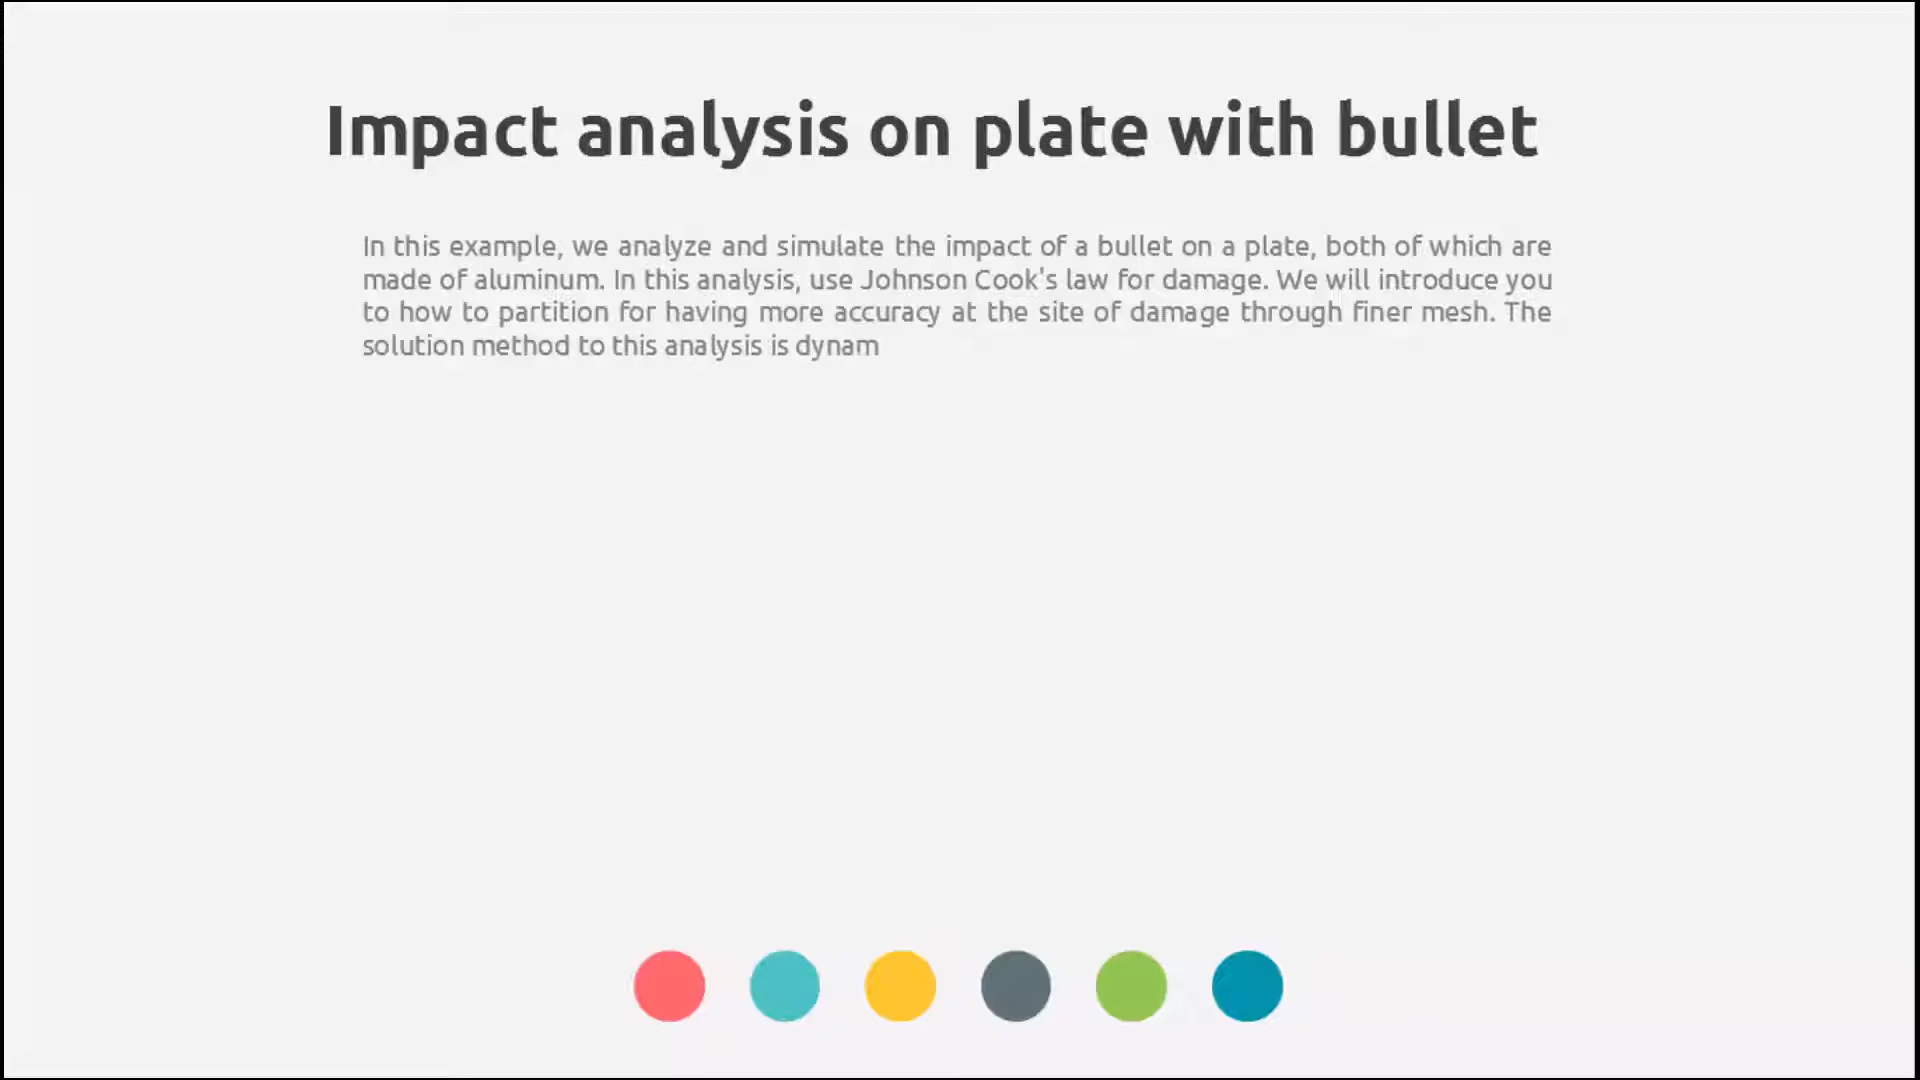 Impact analysis on plate with bullet
In this example, we analyze and simulate the impact of a bullet on a plate, both of which are
made of aluminum. In this analysis, use Johnson Cook's law for damage. We will introduce you
to how to partition for having more accuracy at the site of damage through finer mesh. The
solution method to this analysis is dynam